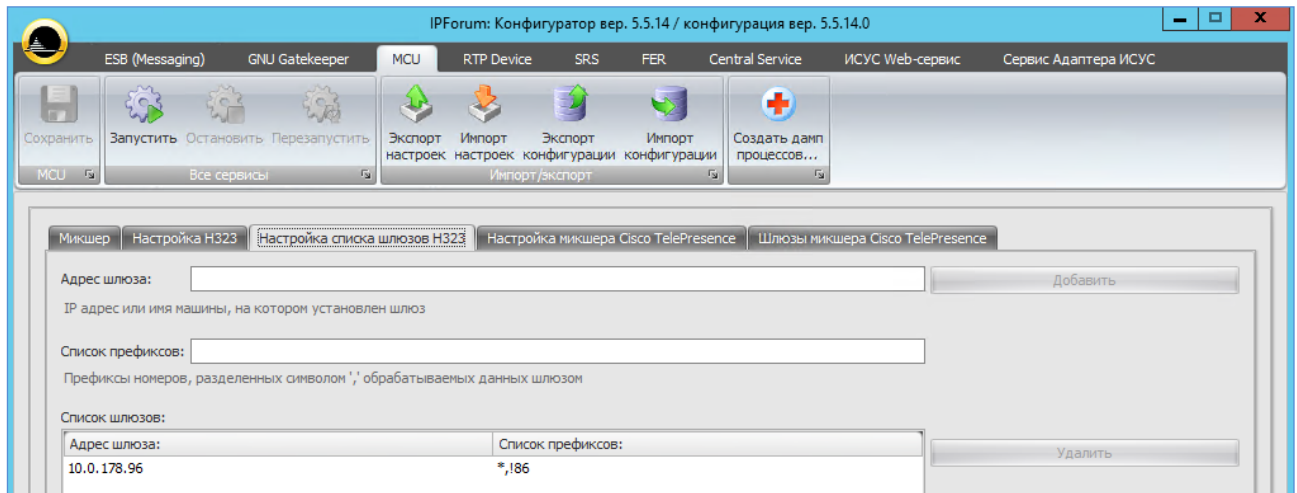 IPForum: Конфигуратор вер. 5.5.14 / конфигурация вер. 5.5.14.0
ESB (Messaging) GNU Gatekeeper MCU RTP Device SRS FER Central Service ИСУС Web-сервис Сервис Адаптера ИСУС
Сохранить Запустить Остановить Перезапустить Экспорт настроек Импорт настроек Экспорт конфигурации Импорт конфигурации Создать дамп процессов...
MCU Все сервисы Импорт/экспорт
Микшер Настройка H323 Настройка списка шлюзов H323 Настройка микшера Cisco TelePresence Шлюзы микшера Cisco TelePresence
Адрес шлюза: Добавить
IP адрес или имя машины, на котором установлен шлюз
Список префиксов:
Префиксы номеров, разделенных символом ',' обрабатываемых данных шлюзом
Список шлюзов:
Адрес шлюза: Список префиксов: Удалить
10.0.178.96 *,!86